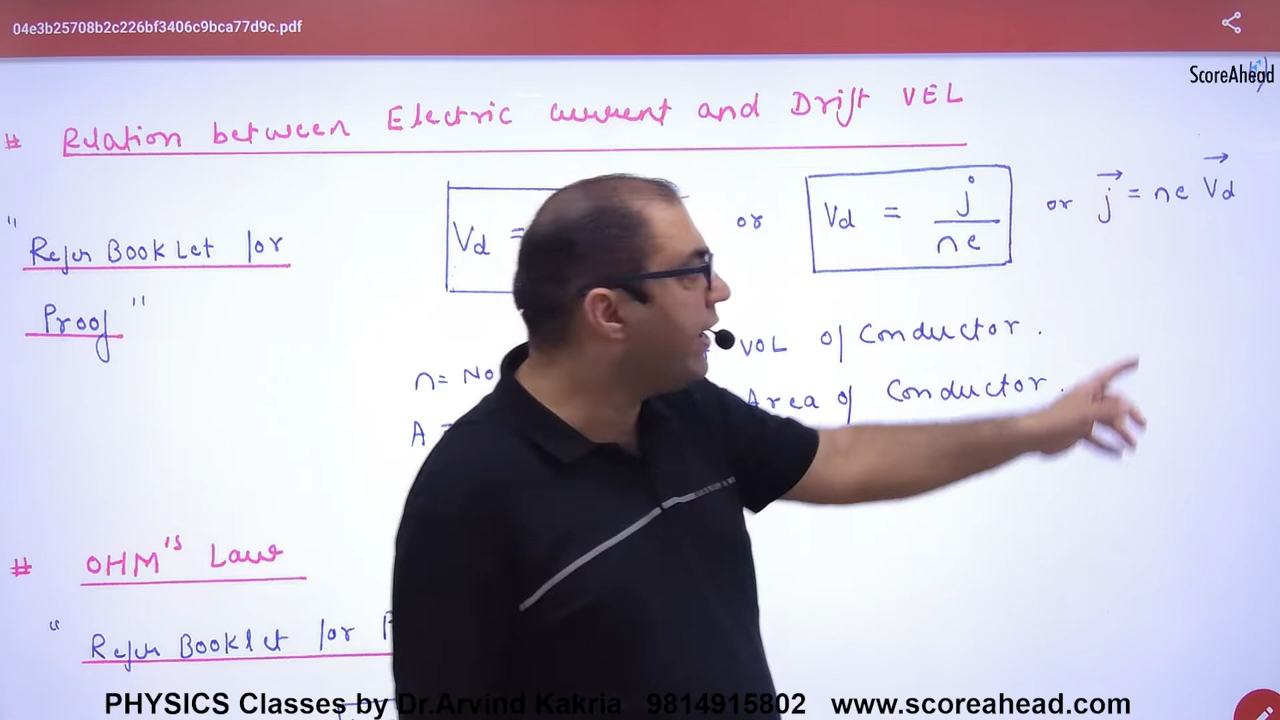 04e3b25708b2c226bf3406c9bca77d9c.pdf
ScoreAhead
# Relation between Electric current and Drift VEL
Vd =
or
Vd = j / ne
or j⃗ = ne V⃗d
"Refer BookLet for
Proof"
n = No
VOL of Conductor.
A =
Area of Conductor.
# OHM's Law
"Refer Booklet for P
PHYSICS Classes by Dr.Arvind Kakria 9814915802 www.scoreahead.com